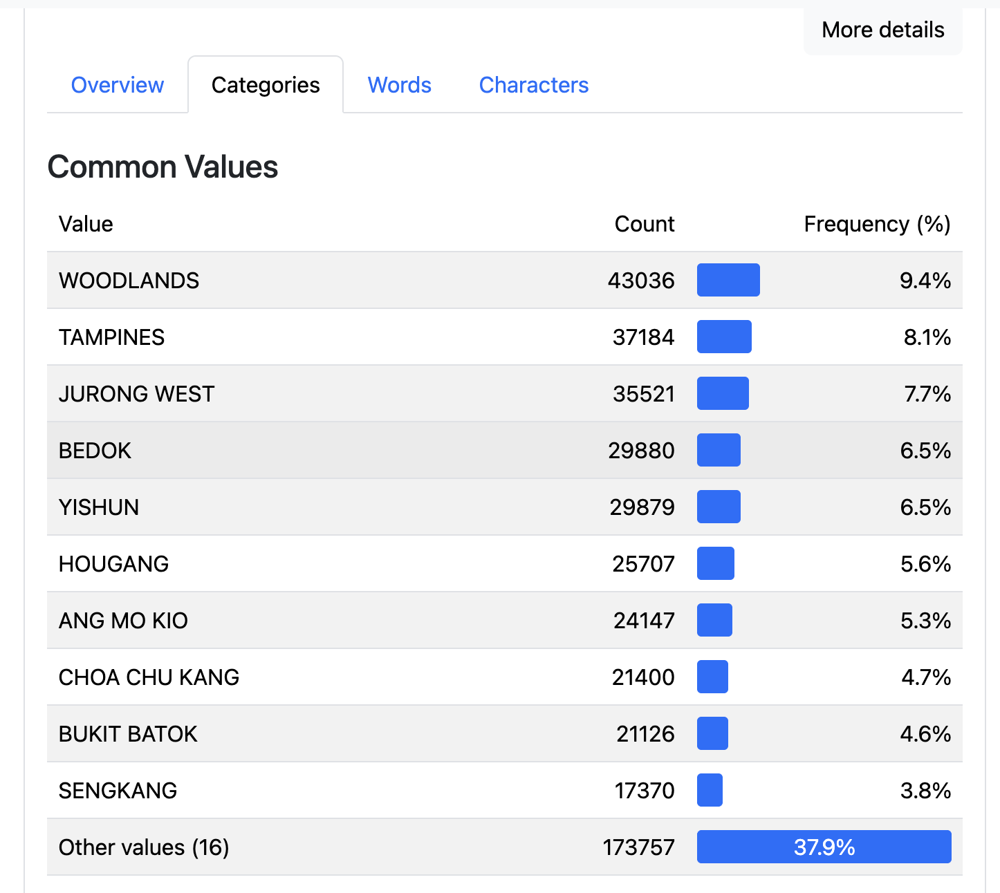 More details
Overview Categories Words Characters
Common Values
Value Count Frequency (%)
WOODLANDS 43036 9.4%
TAMPINES 37184 8.1%
JURONG WEST 35521 7.7%
BEDOK 29880 6.5%
YISHUN 29879 6.5%
HOUGANG 25707 5.6%
ANG MO KIO 24147 5.3%
CHOA CHU KANG 21400 4.7%
BUKIT BATOK 21126 4.6%
SENGKANG 17370 3.8%
Other values (16) 173757 37.9%